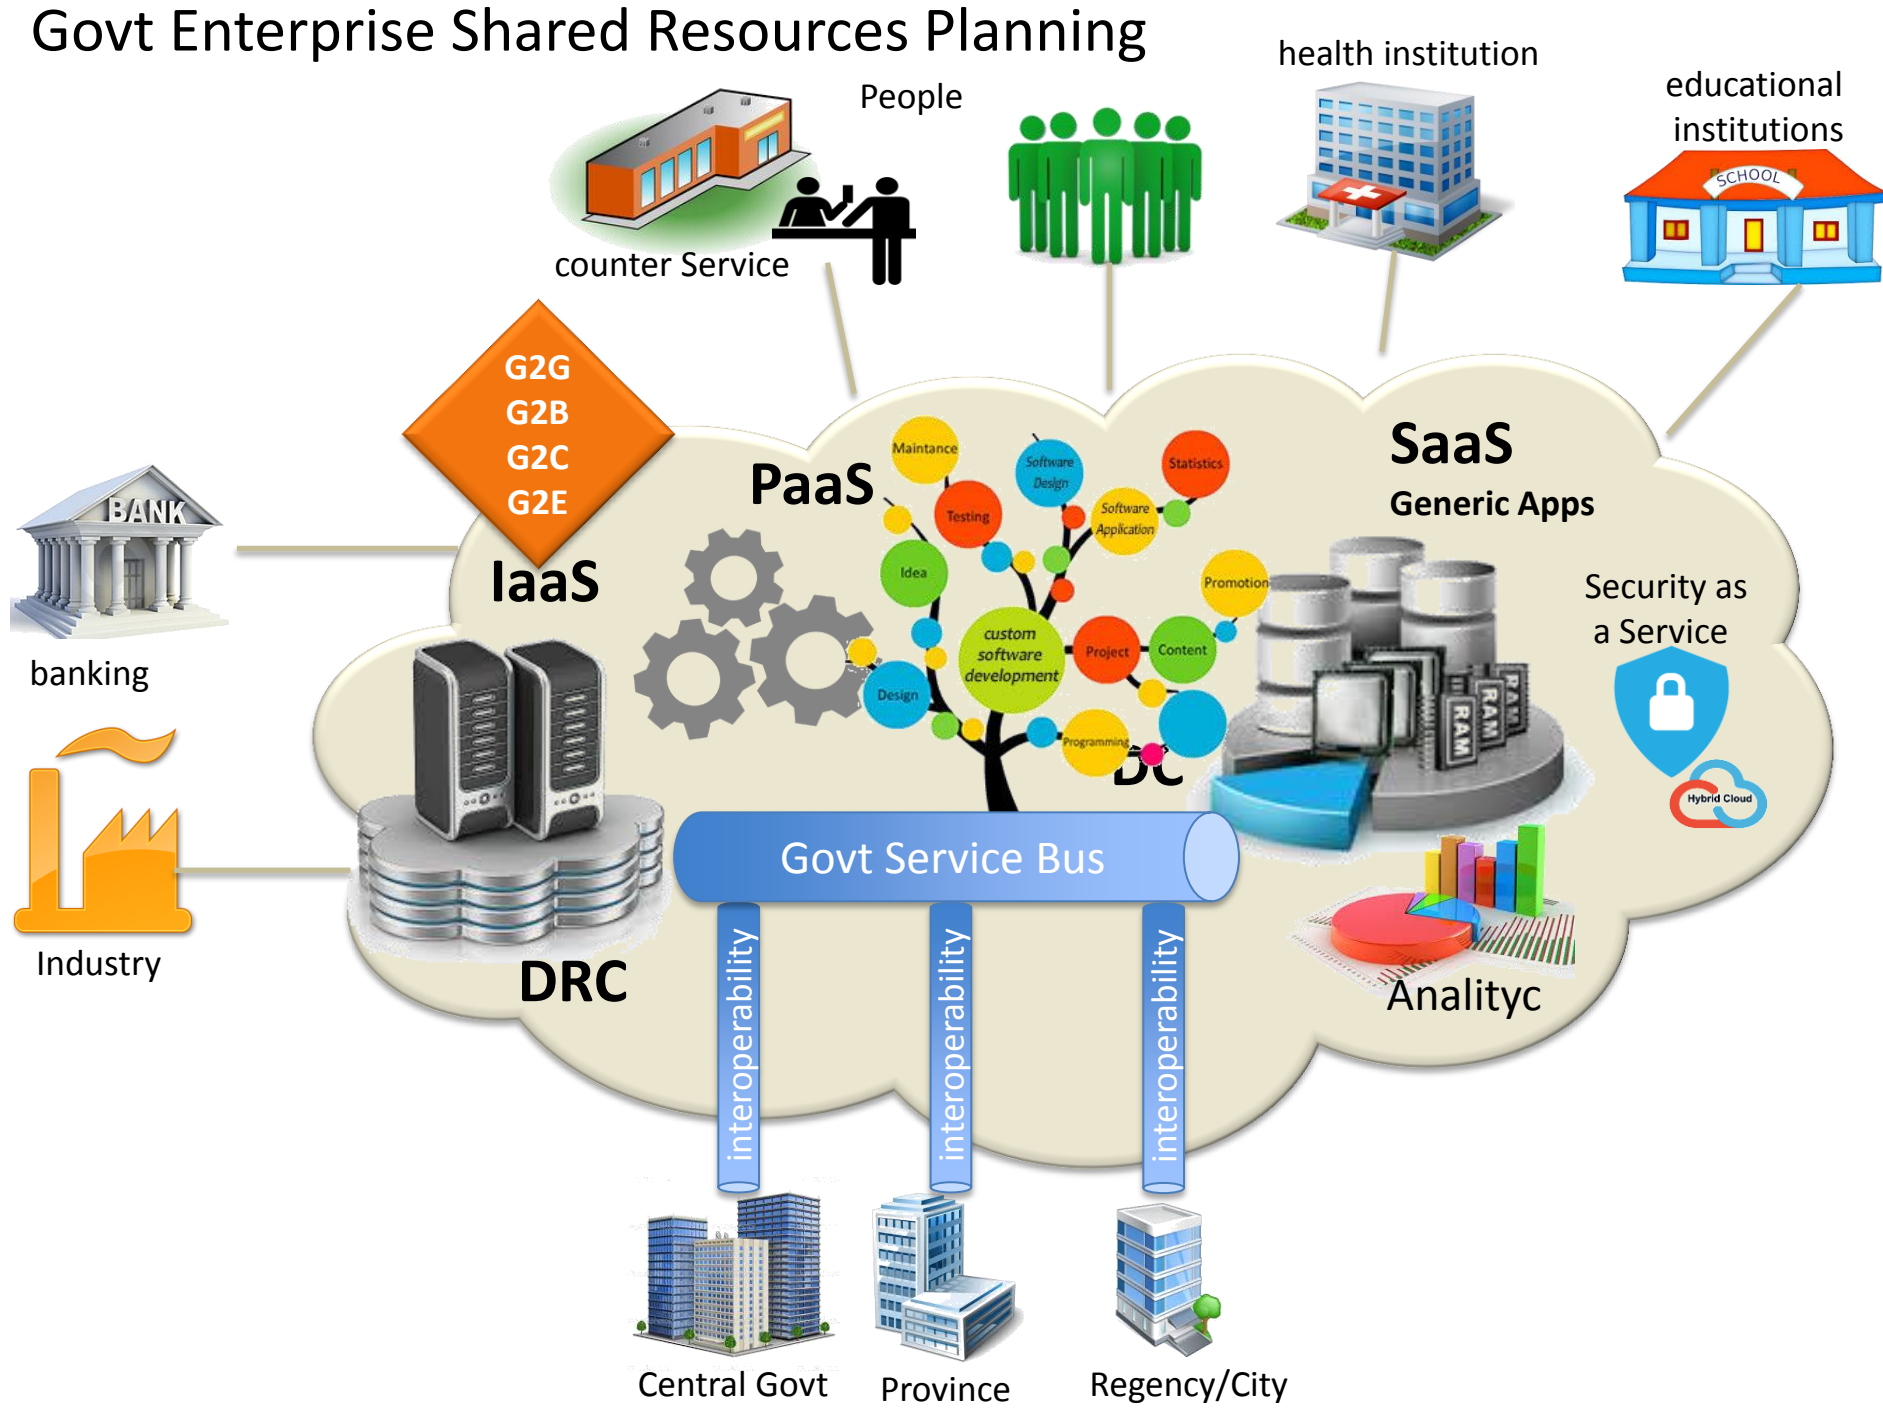 Govt Enterprise Shared Resources Planning
People
health institution
educational
institutions
SCHOOL
counter Service
G2G
G2B
G2C
G2E
BANK
banking
Industry
IaaS
PaaS
SaaS
Generic Apps
Maintance
Software
Design
Statistics
Testing
Software
Application
Idea
Promotion
custom
software
development
Project
Content
Design
Programming
DC
RAM
RAM
RAM
Security as
a Service
Hybrid Cloud
Govt Service Bus
DRC
Analityc
interoperability
interoperability
interoperability
Central Govt
Province
Regency/City